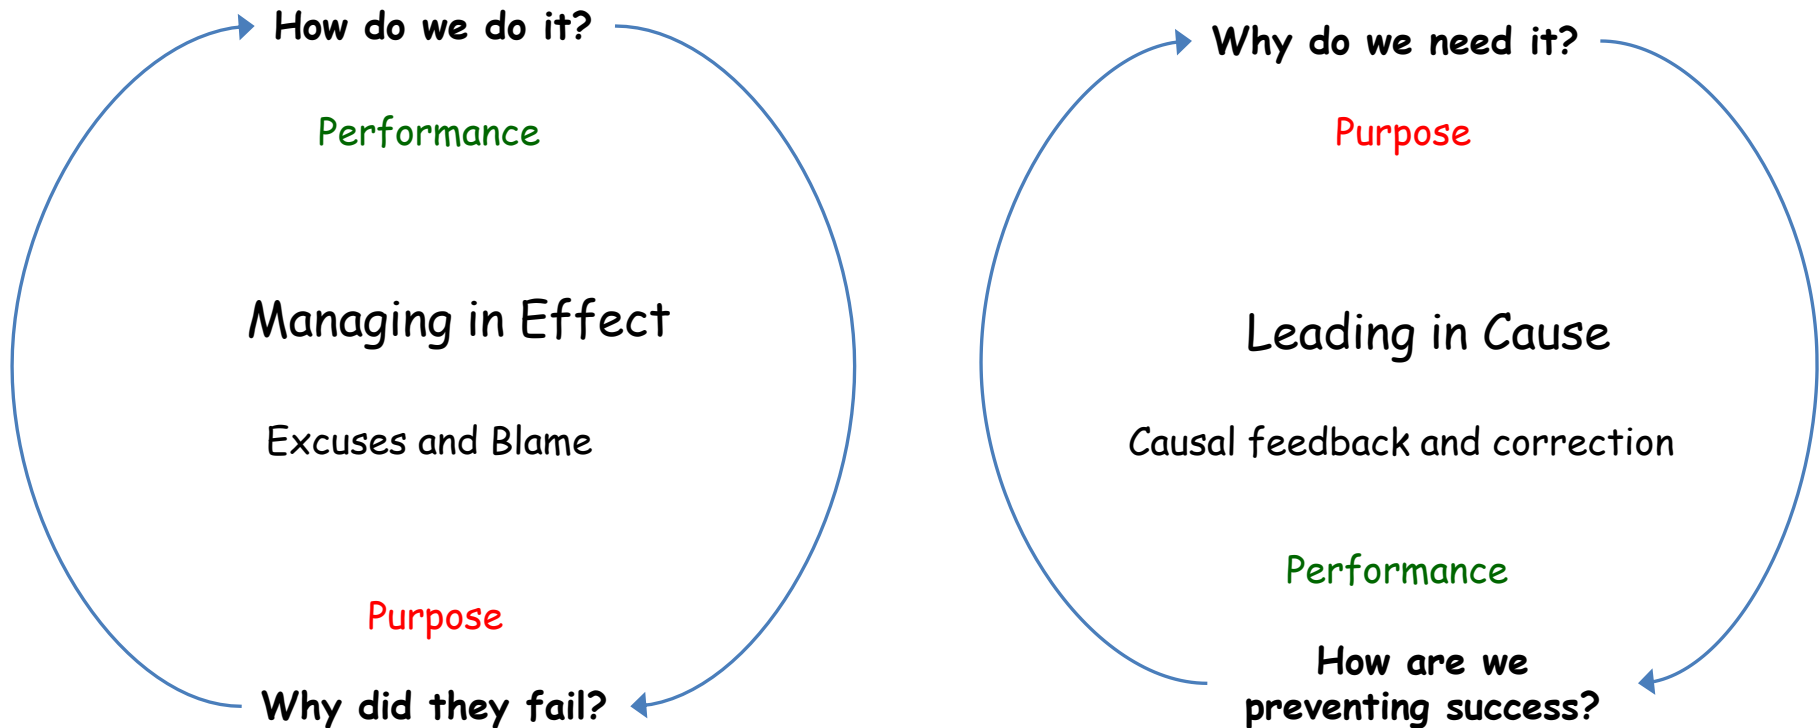 How do we do it?
Performance
Managing in Effect
Excuses and Blame
Purpose
Why did they fail?
Why do we need it?
Purpose
Leading in Cause
Causal feedback and correction
Performance
How are we
preventing success?